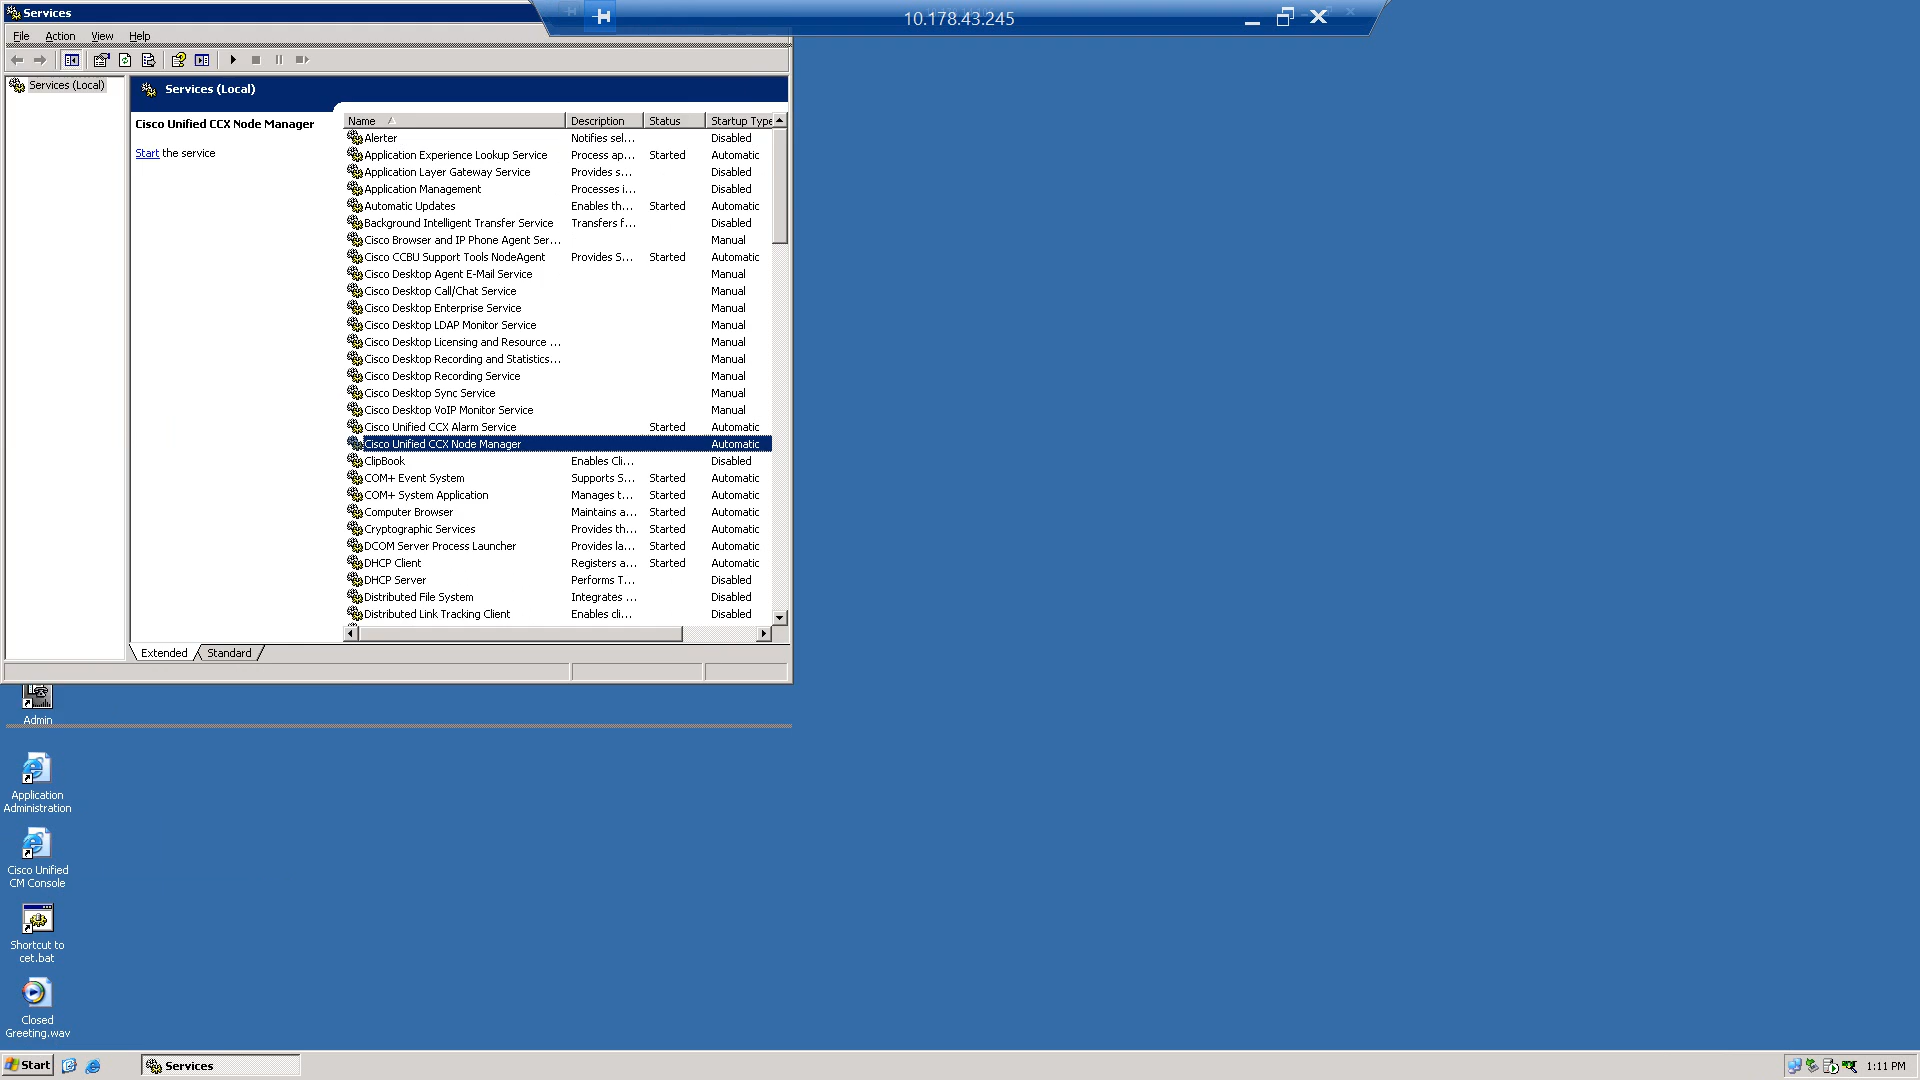 Services
10.178.43.245
File Action View Help
Services (Local)
Services (Local)
Cisco Unified CCX Node Manager
Start the service
Name Description Status Startup Type
Alerter Notifies sel... Disabled
Application Experience Lookup Service Process ap... Started Automatic
Application Layer Gateway Service Provides s... Disabled
Application Management Processes i... Disabled
Automatic Updates Enables th... Started Automatic
Background Intelligent Transfer Service Transfers f... Disabled
Cisco Browser and IP Phone Agent Ser... Manual
Cisco CCBU Support Tools NodeAgent Provides S... Started Automatic
Cisco Desktop Agent E-Mail Service Manual
Cisco Desktop Call/Chat Service Manual
Cisco Desktop Enterprise Service Manual
Cisco Desktop LDAP Monitor Service Manual
Cisco Desktop Licensing and Resource ... Manual
Cisco Desktop Recording and Statistics... Manual
Cisco Desktop Recording Service Manual
Cisco Desktop Sync Service Manual
Cisco Desktop VoIP Monitor Service Manual
Cisco Unified CCX Alarm Service Started Automatic
Cisco Unified CCX Node Manager Automatic
ClipBook Enables Cli... Disabled
COM+ Event System Supports S... Started Automatic
COM+ System Application Manages t... Started Automatic
Computer Browser Maintains a... Started Automatic
Cryptographic Services Provides th... Started Automatic
DCOM Server Process Launcher Provides la... Started Automatic
DHCP Client Registers a... Started Automatic
DHCP Server Performs T... Disabled
Distributed File System Integrates ... Disabled
Distributed Link Tracking Client Enables cli... Disabled
Extended Standard
Admin
Application
Administration
Cisco Unified
CM Console
Shortcut to
cet.bat
Closed
Greeting.wav
Start Services 1:11 PM